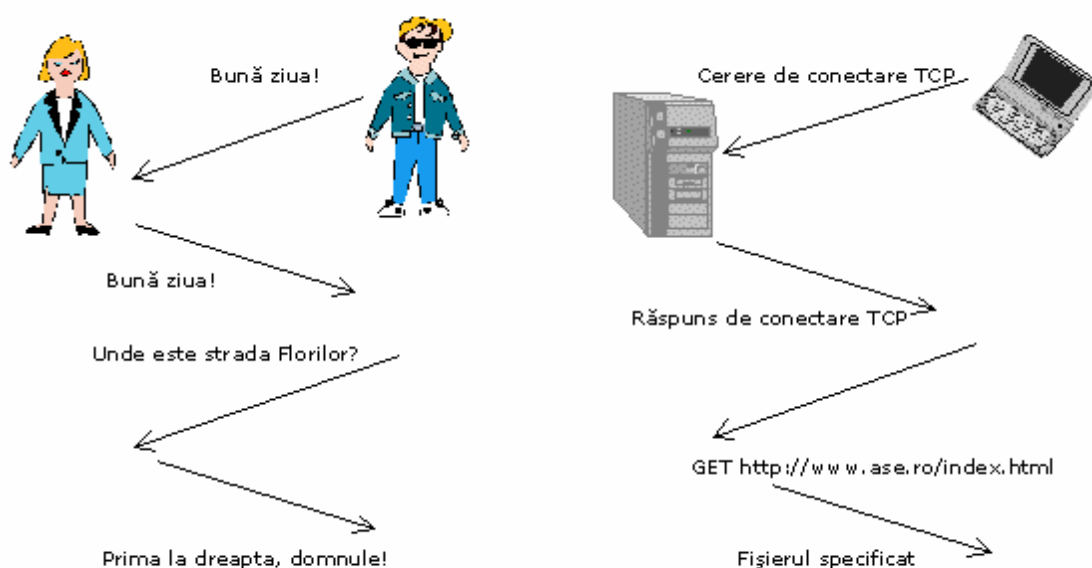 Bună ziua!
Bună ziua!
Unde este strada Florilor?
Prima la dreapta, domnule!
Cerere de conectare TCP
Răspuns de conectare TCP
GET http://www.ase.ro/index.html
Fişierul specificat